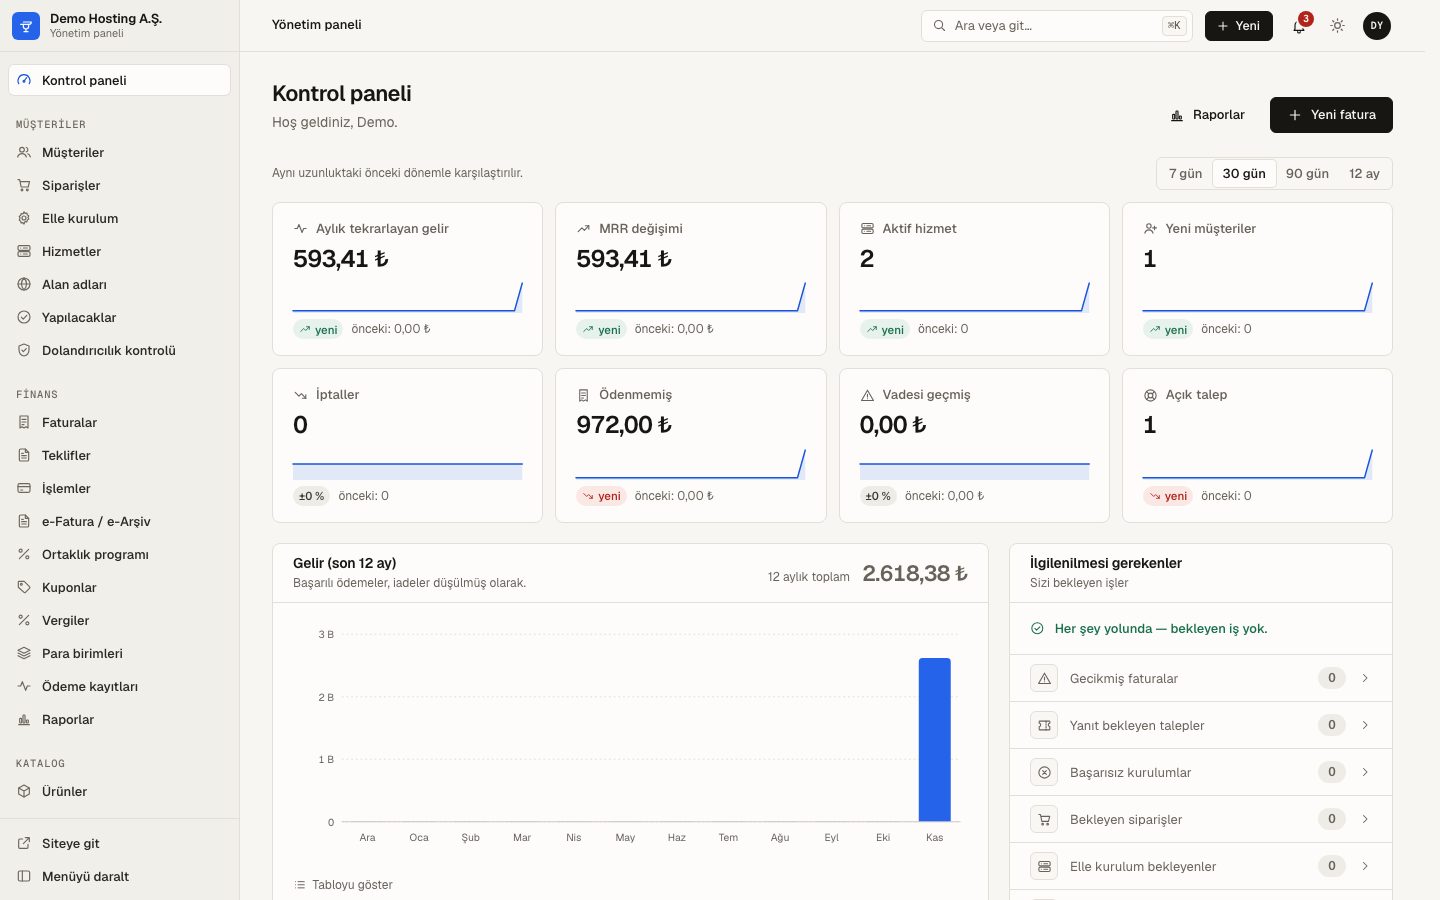 Demo Hosting A.Ş.
Yönetim paneli
Yönetim paneli
Ara veya git...
⌘K
Yeni
3
DY
Kontrol paneli
MÜŞTERİLER
Müşteriler
Siparişler
Elle kurulum
Hizmetler
Alan adları
Yapılacaklar
Dolandırıcılık kontrolü
FİNANS
Faturalar
Teklifler
İşlemler
e-Fatura / e-Arşiv
Ortaklık programı
Kuponlar
Vergiler
Para birimleri
Ödeme kayıtları
Raporlar
KATALOG
Ürünler
Siteye git
Menüyü daralt
Kontrol paneli
Hoş geldiniz, Demo.
Raporlar
Yeni fatura
Aynı uzunluktaki önceki dönemle karşılaştırılır.
7 gün 30 gün 90 gün 12 ay
Aylık tekrarlayan gelir
593,41 ₺
yeni önceki: 0,00 ₺
MRR değişimi
593,41 ₺
yeni önceki: 0,00 ₺
Aktif hizmet
2
yeni önceki: 0
Yeni müşteriler
1
yeni önceki: 0
İptaller
0
±0 % önceki: 0
Ödenmemiş
972,00 ₺
yeni önceki: 0,00 ₺
Vadesi geçmiş
0,00 ₺
±0 % önceki: 0,00 ₺
Açık talep
1
yeni önceki: 0
Gelir (son 12 ay)
Başarılı ödemeler, iadeler düşülmüş olarak.
12 aylık toplam 2.618,38 ₺
3 B
2 B
1 B
0
Ara Oca Şub Mar Nis May Haz Tem Ağu Eyl Eki Kas
Tabloyu göster
İlgilenilmesi gerekenler
Sizi bekleyen işler
Her şey yolunda — bekleyen iş yok.
Gecikmiş faturalar 0
Yanıt bekleyen talepler 0
Başarısız kurulumlar 0
Bekleyen siparişler 0
Elle kurulum bekleyenler 0